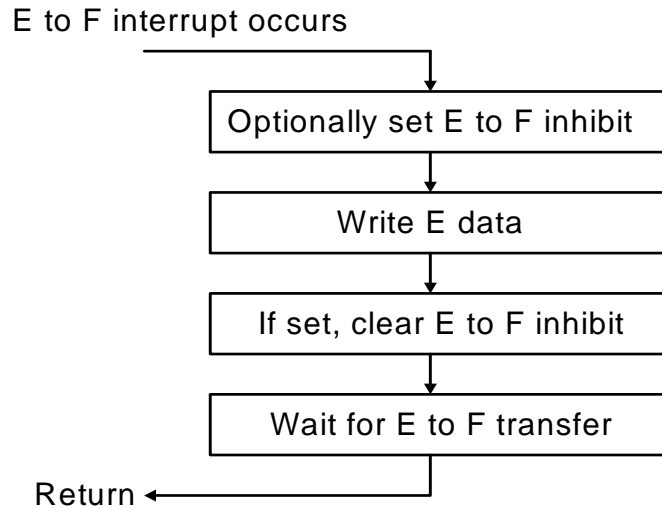 E to F interrupt occurs
Optionally set E to F inhibit
Write E data
If set, clear E to F inhibit
Wait for E to F transfer
Return